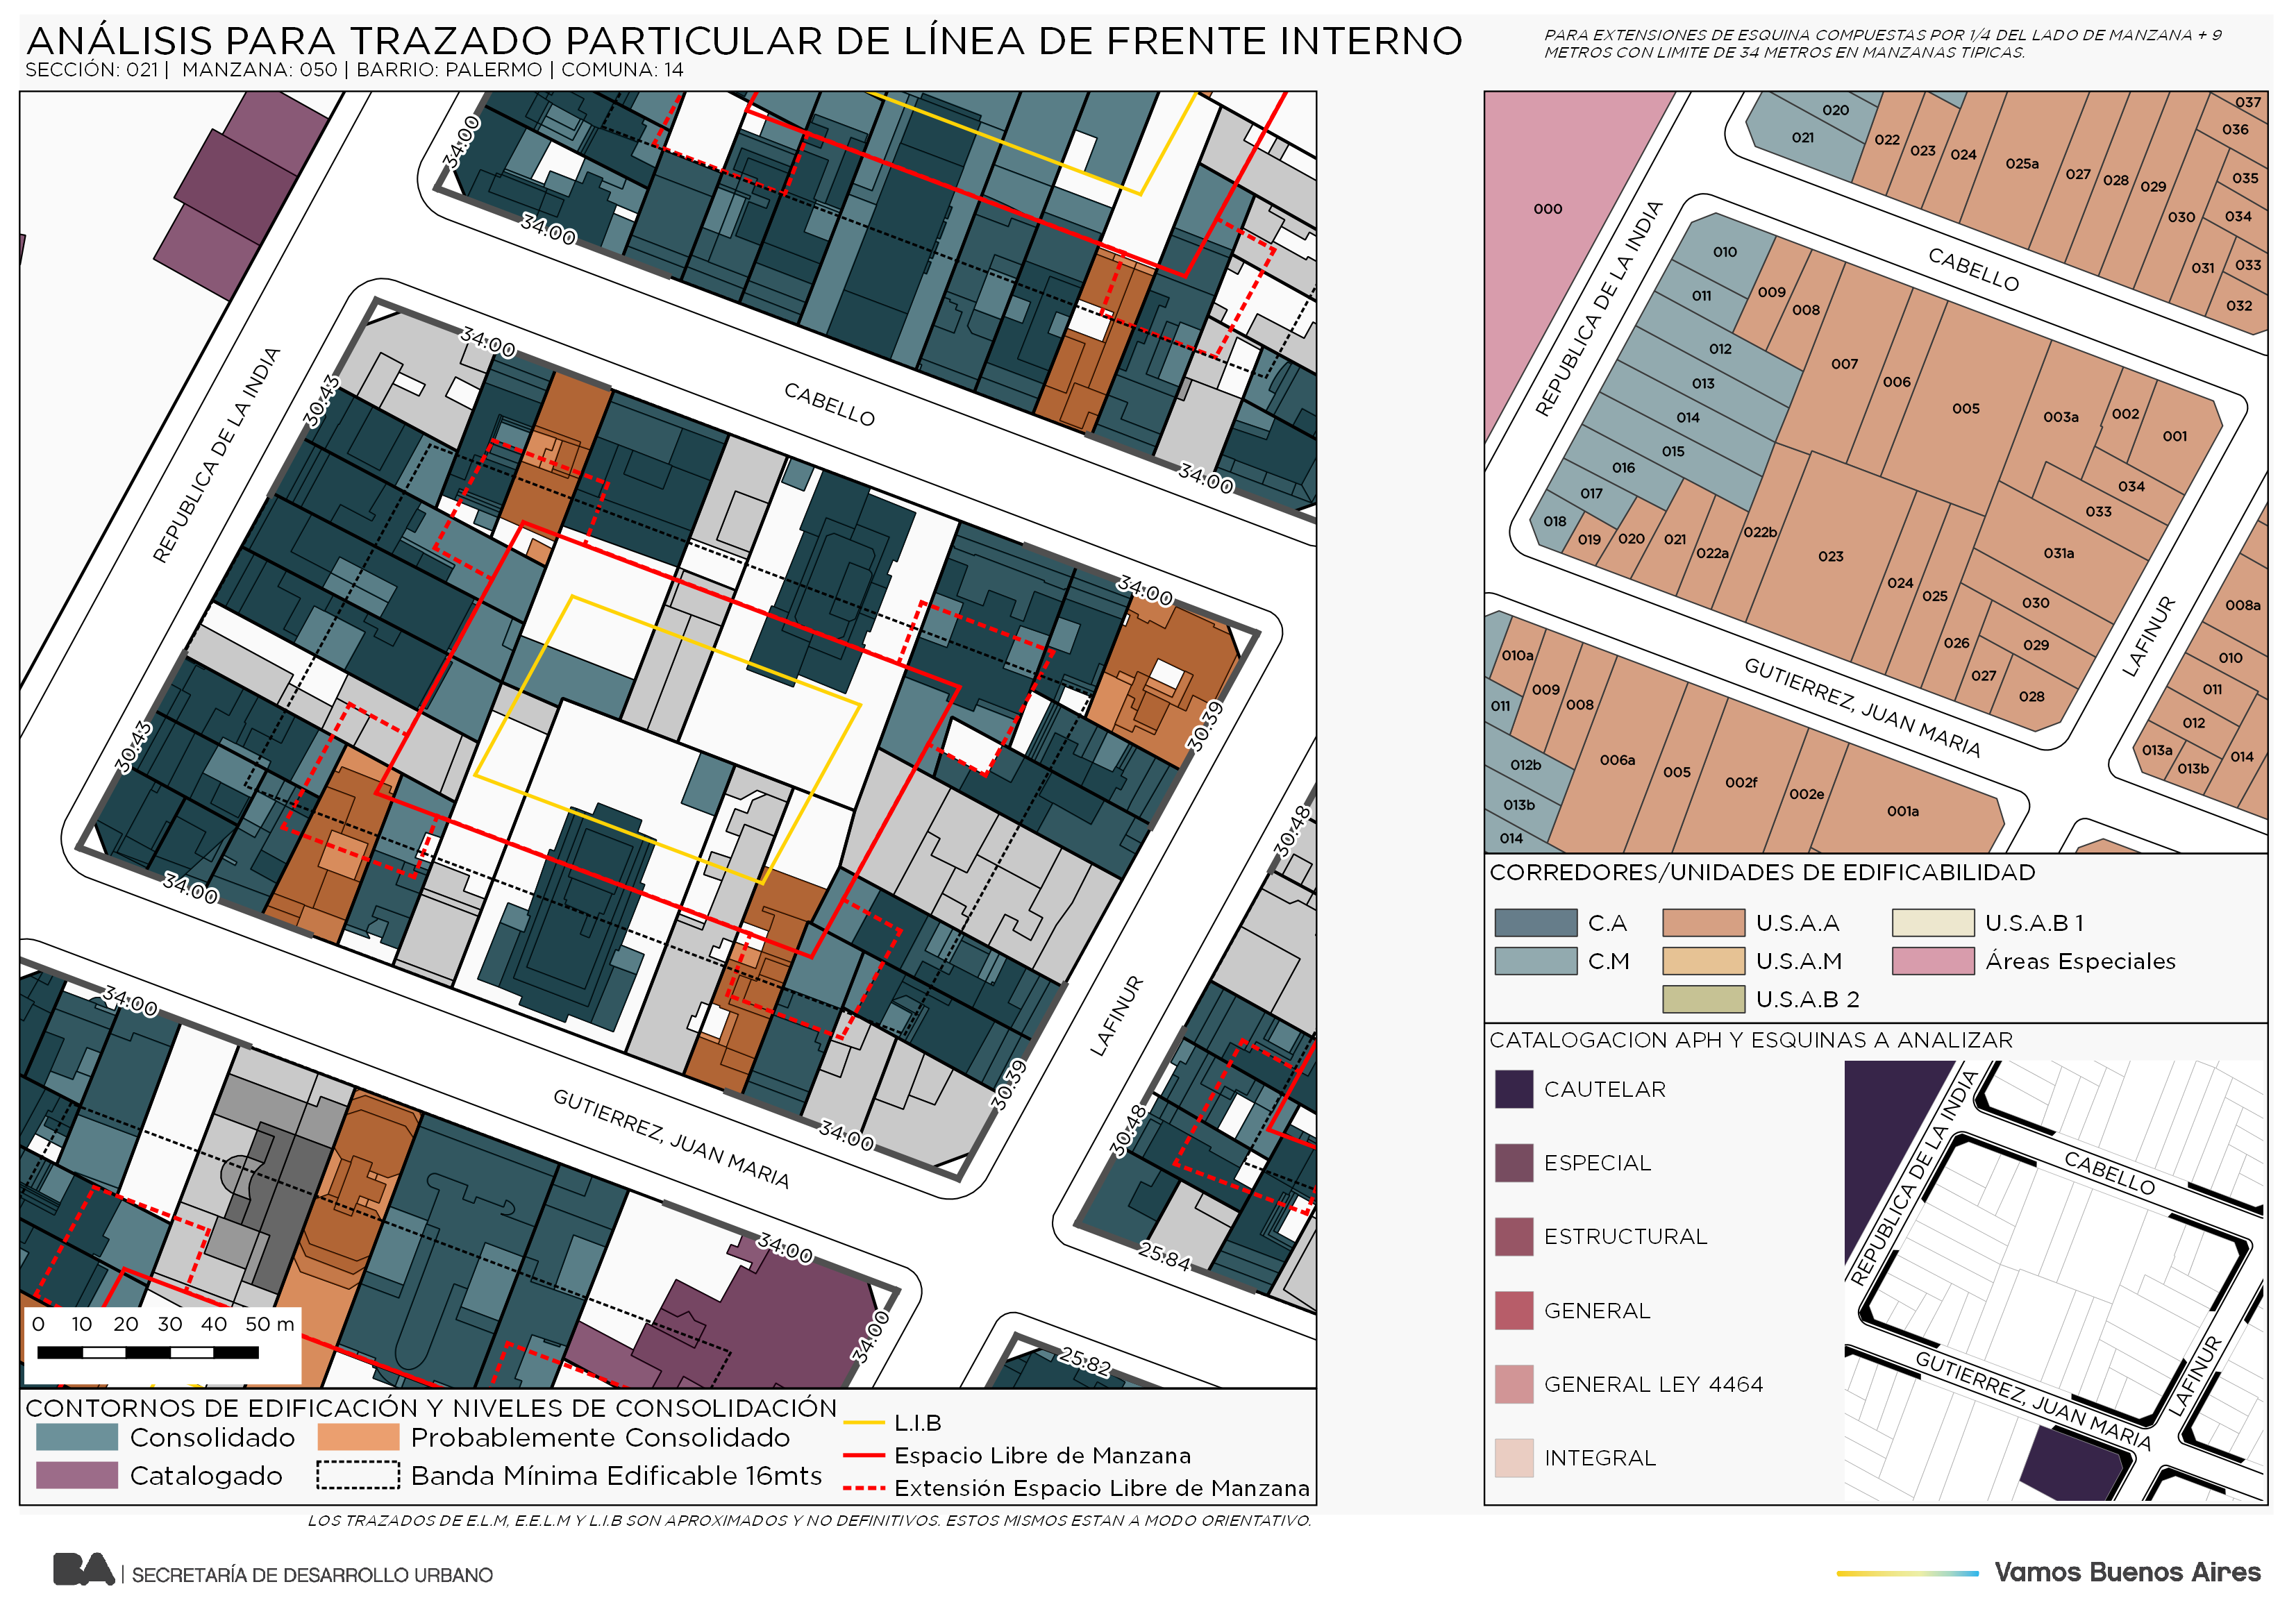 ANÁLISIS PARA TRAZADO PARTICULAR DE LÍNEA DE FRENTE INTERNO
SECCIÓN: 021 | MANZANA: 050 | BARRIO: PALERMO | COMUNA: 14
PARA EXTENSIONES DE ESQUINA COMPUESTAS POR 1/4 DEL LADO DE MANZANA + 9
METROS CON LIMITE DE 34 METROS EN MANZANAS TIPICAS.
34.00
34.00
34.00
34.00
30.43
REPUBLICA DE LA INDIA
CABELLO
34.00
30.39
30.43
34.00
30.48
34.00
LAFINUR
30.39
GUTIERREZ, JUAN MARIA
34.00
30.48
34.00
25.84
34.00
25.82
0 10 20 30 40 50 m
020
021
022
023
024
025a
027
028
029
030
031
032
033
034
035
036
037
000
REPUBLICA DE LA INDIA
CABELLO
010
011
009
008
012
013
014
015
016
017
018
019
020
021
022a
022b
007
006
005
003a
002
001
034
033
031a
023
024
025
030
029
026
027
028
GUTIERREZ, JUAN MARIA
LAFINUR
008a
010
011
012
013a
013b
014
010a
009
008
011
012b
013b
014
006a
005
002f
002e
001a
CORREDORES/UNIDADES DE EDIFICABILIDAD
C.A
U.S.A.A
U.S.A.B 1
C.M
U.S.A.M
Áreas Especiales
U.S.A.B 2
CATALOGACION APH Y ESQUINAS A ANALIZAR
CAUTELAR
ESPECIAL
ESTRUCTURAL
GENERAL
GENERAL LEY 4464
INTEGRAL
REPUBLICA DE LA INDIA
CABELLO
GUTIERREZ, JUAN MARIA
LAFINUR
CONTORNOS DE EDIFICACIÓN Y NIVELES DE CONSOLIDACIÓN
Consolidado
Probablemente Consolidado
Catalogado
Banda Mínima Edificable 16mts
L.I.B
Espacio Libre de Manzana
Extensión Espacio Libre de Manzana
LOS TRAZADOS DE E.L.M, E.E.L.M Y L.I.B SON APROXIMADOS Y NO DEFINITIVOS. ESTOS MISMOS ESTAN A MODO ORIENTATIVO.
BA | SECRETARÍA DE DESARROLLO URBANO
Vamos Buenos Aires